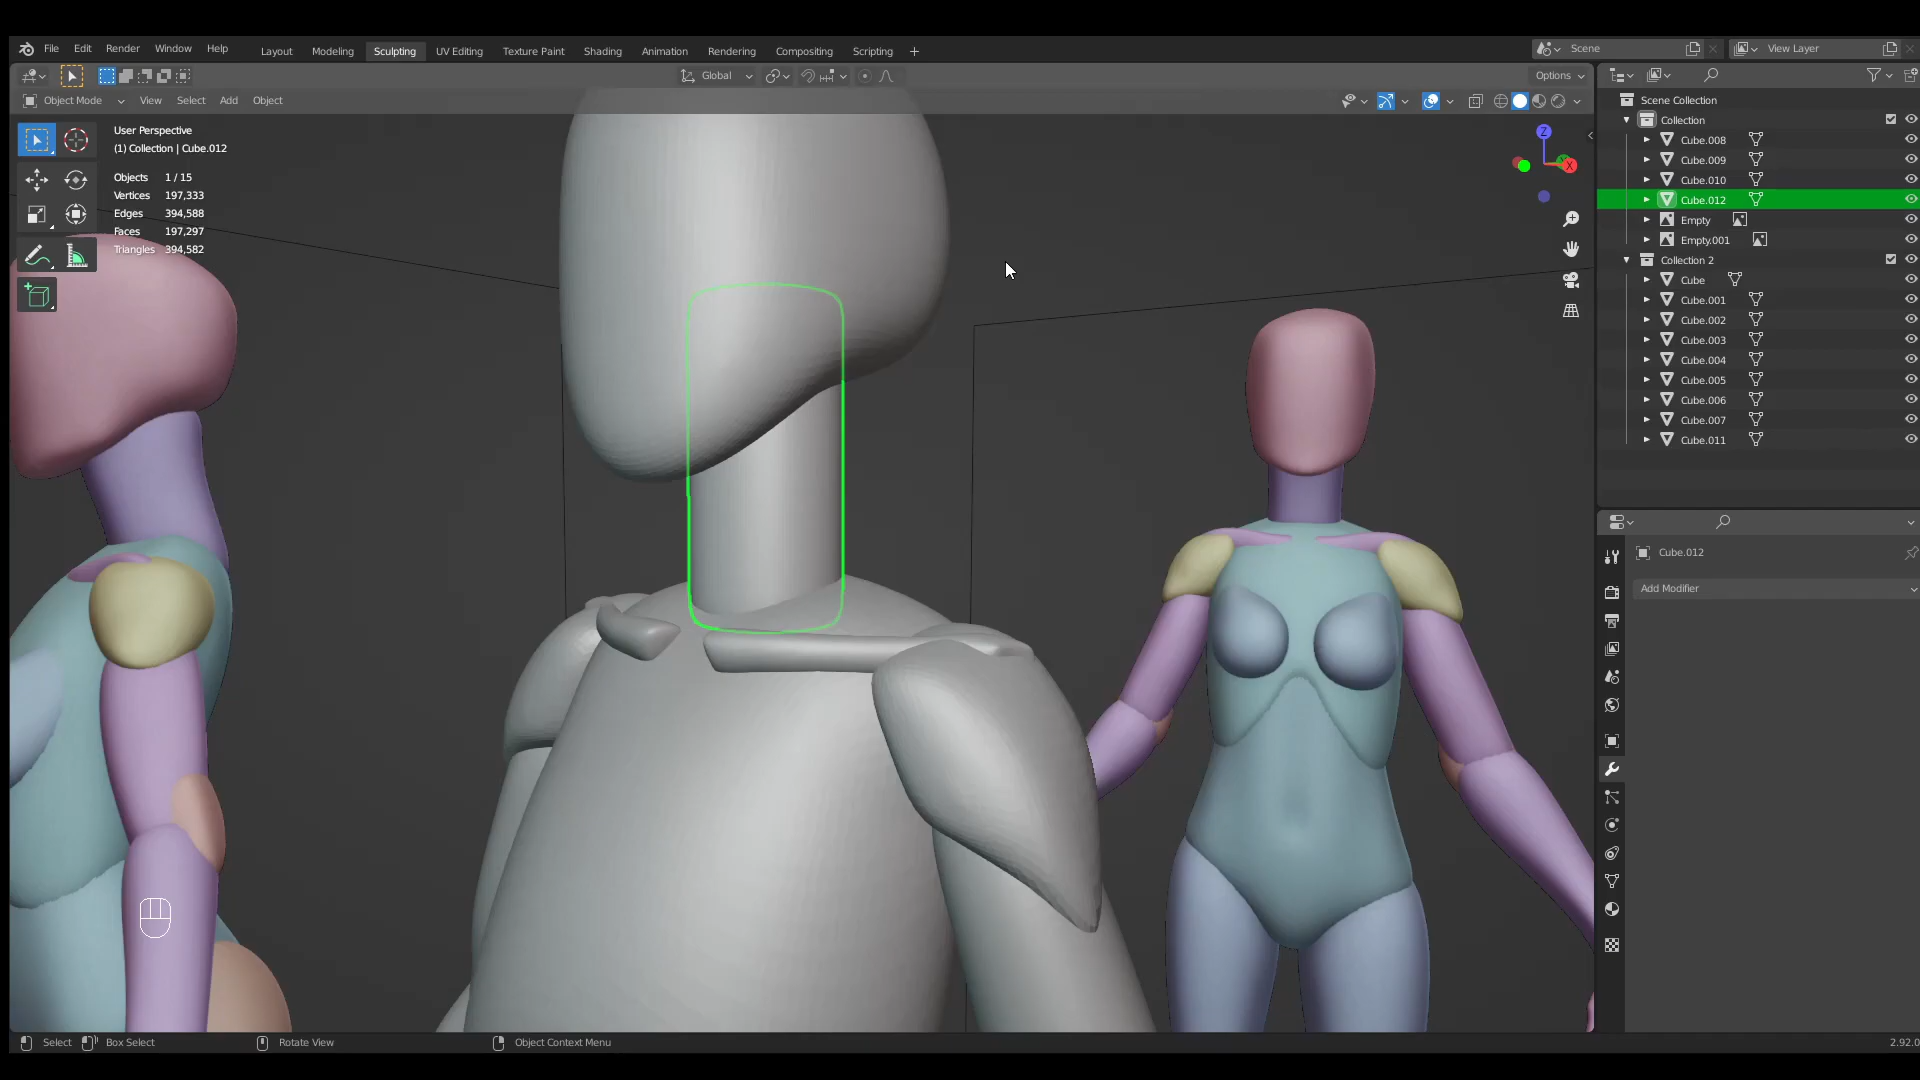 File Edit Render Window Help
Layout Modeling Sculpting UV Editing Texture Paint Shading Animation Rendering Compositing Scripting +
Scene
View Layer
Global
Options
Object Mode View Select Add Object
User Perspective
(1) Collection | Cube.012
Objects 1 / 15
Vertices 197,333
Edges 394,588
Faces 197,297
Triangles 394,582
Z
X
Scene Collection
Collection
Cube.008
Cube.009
Cube.010
Cube.012
Empty
Empty.001
Collection 2
Cube
Cube.001
Cube.002
Cube.003
Cube.004
Cube.005
Cube.006
Cube.007
Cube.011
Cube.012
Add Modifier
Select Box Select Rotate View Object Context Menu
2.92.0